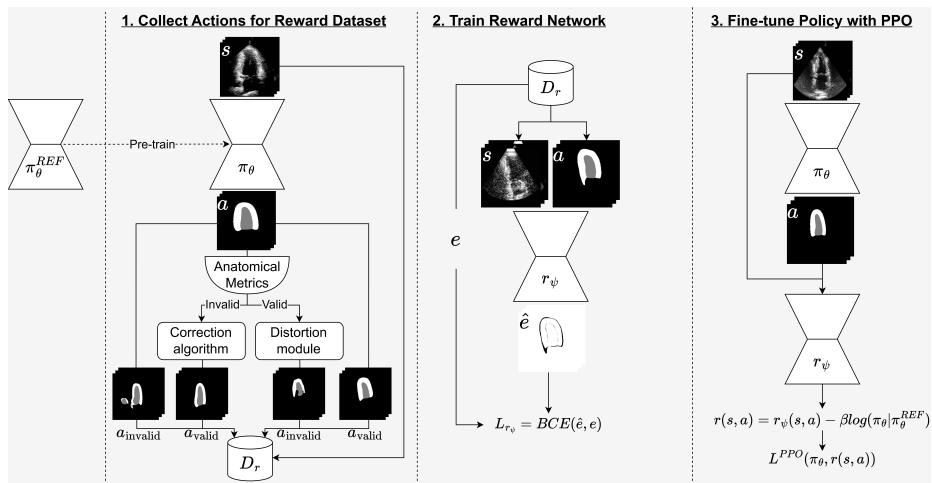 1. Collect Actions for Reward Dataset
s
π_θ^{REF}
Pre-train
π_θ
a
Anatomical
Metrics
Invalid
Valid
Correction
algorithm
Distortion
module
a_invalid
a_valid
a_invalid
a_valid
D_r
2. Train Reward Network
D_r
s
a
e
r_ψ
ê
L_{r_ψ} = BCE(ê, e)
3. Fine-tune Policy with PPO
s
π_θ
a
r_ψ
r(s, a) = r_ψ(s, a) − βlog(π_θ|π_θ^{REF})
L^{PPO}(π_θ, r(s, a))